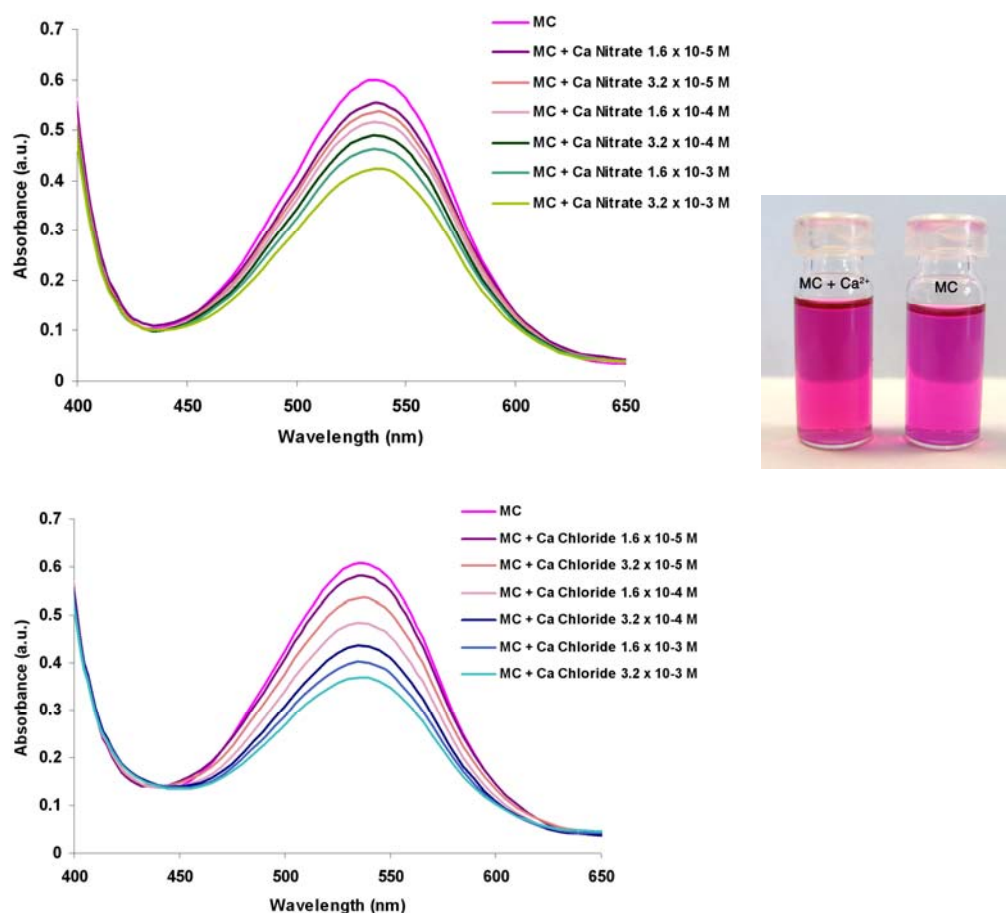 0.7
0.6
0.5
0.4
0.3
0.2
0.1
0
Absorbance (a.u.)
400
450
500
550
600
650
Wavelength (nm)
MC
MC + Ca Nitrate 1.6 x 10-5 M
MC + Ca Nitrate 3.2 x 10-5 M
MC + Ca Nitrate 1.6 x 10-4 M
MC + Ca Nitrate 3.2 x 10-4 M
MC + Ca Nitrate 1.6 x 10-3 M
MC + Ca Nitrate 3.2 x 10-3 M
MC + Ca²⁺
MC
0.7
0.6
0.5
0.4
0.3
0.2
0.1
0
Absorbance (a.u.)
400
450
500
550
600
650
Wavelength (nm)
MC
MC + Ca Chloride 1.6 x 10-5 M
MC + Ca Chloride 3.2 x 10-5 M
MC + Ca Chloride 1.6 x 10-4 M
MC + Ca Chloride 3.2 x 10-4 M
MC + Ca Chloride 1.6 x 10-3 M
MC + Ca Chloride 3.2 x 10-3 M